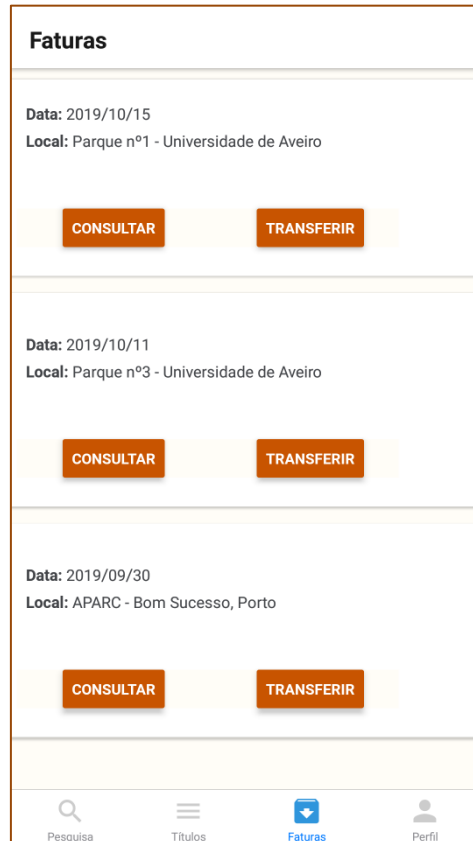 Faturas
Data: 2019/10/15
Local: Parque nº1 - Universidade de Aveiro
CONSULTAR TRANSFERIR
Data: 2019/10/11
Local: Parque nº3 - Universidade de Aveiro
CONSULTAR TRANSFERIR
Data: 2019/09/30
Local: APARC - Bom Sucesso, Porto
CONSULTAR TRANSFERIR
Pesquisa Títulos Faturas Perfil